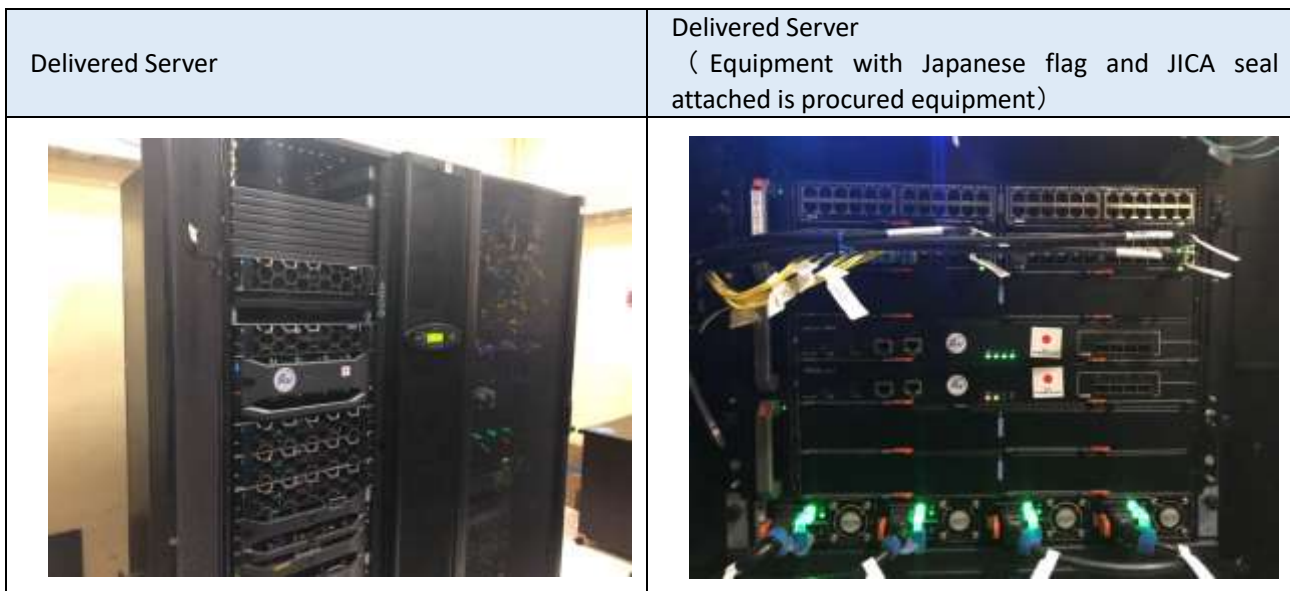 Delivered Server
Delivered Server
（ Equipment with Japanese flag and JICA seal
attached is procured equipment）